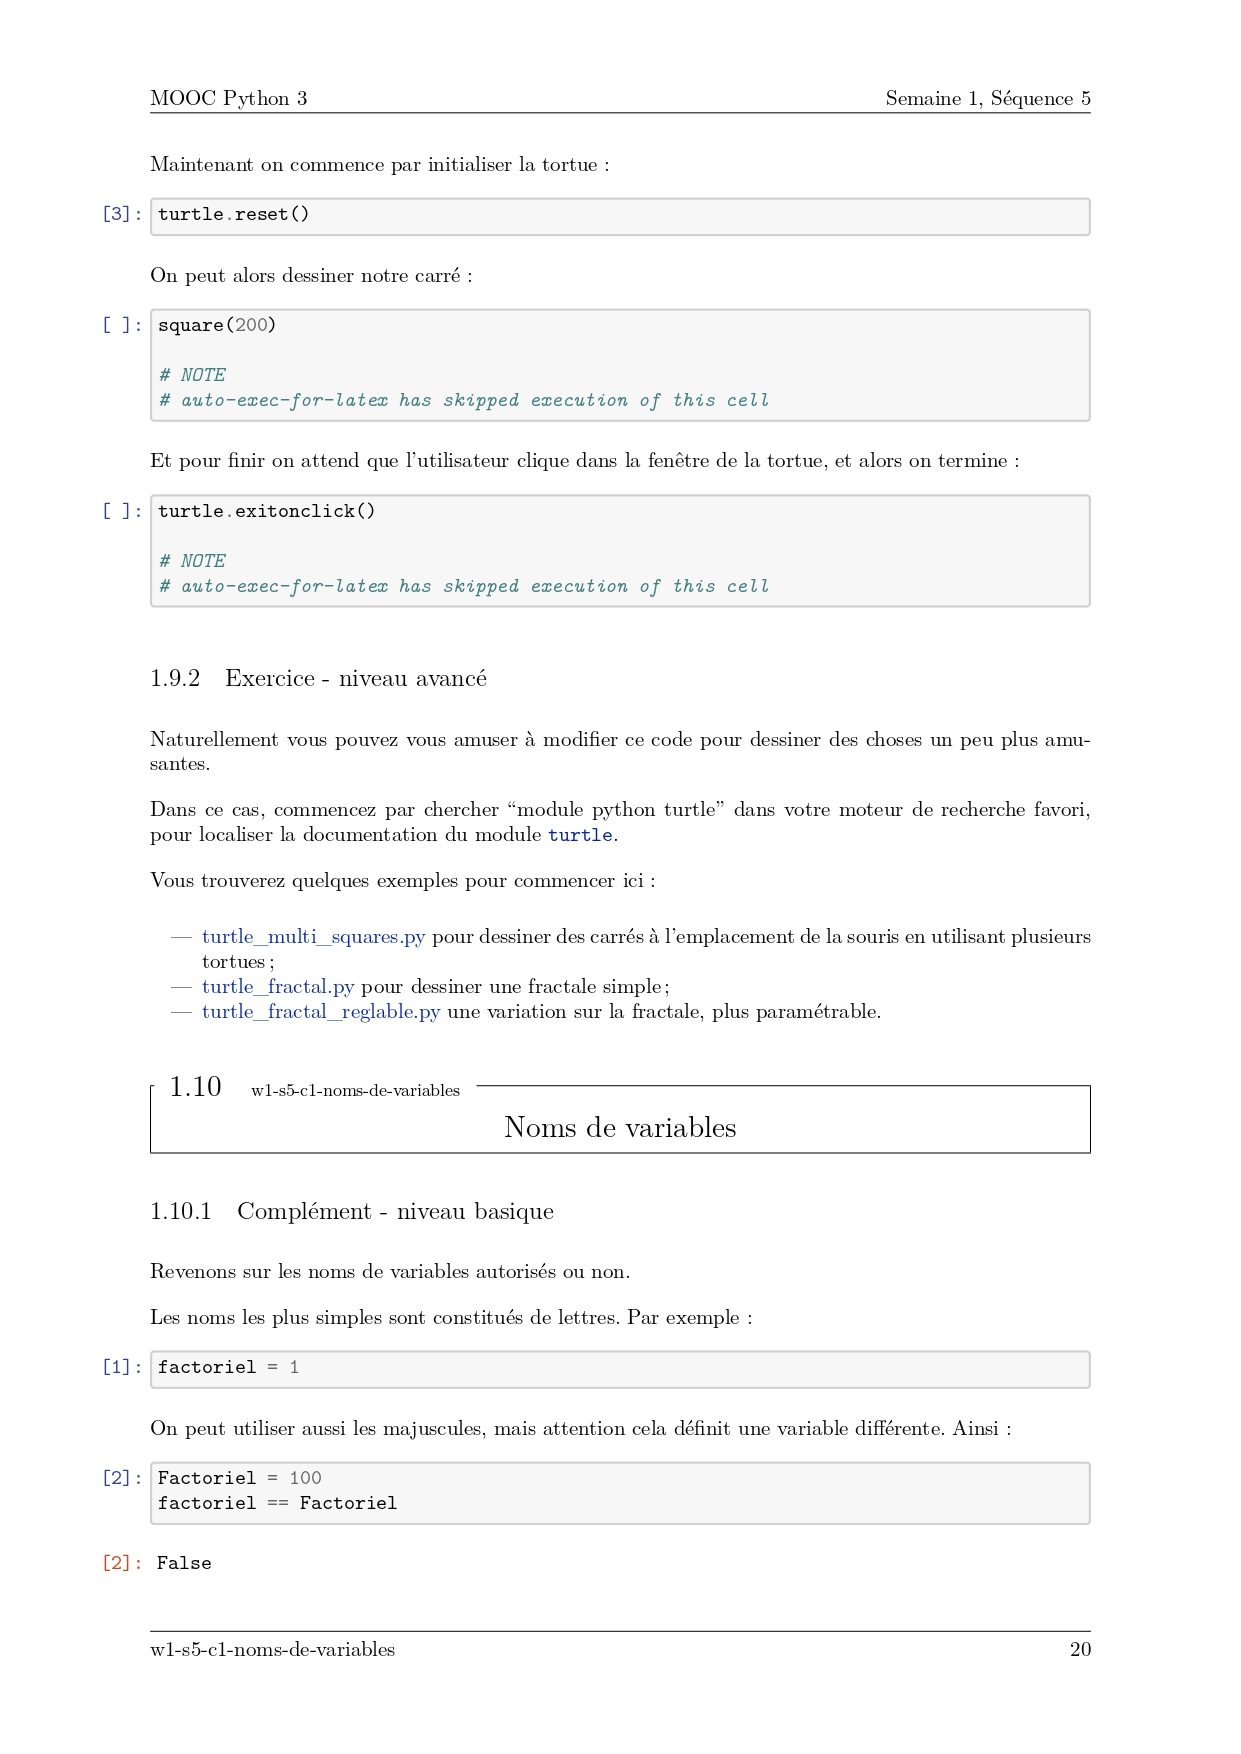 MOOC Python 3 Semaine 1, Séquence 5
Maintenant on commence par initialiser la tortue :
[3]: turtle.reset()
On peut alors dessiner notre carré :
[ ]: square(200)
# NOTE
# auto-exec-for-latex has skipped execution of this cell
Et pour finir on attend que l'utilisateur clique dans la fenêtre de la tortue, et alors on termine :
[ ]: turtle.exitonclick()
# NOTE
# auto-exec-for-latex has skipped execution of this cell
1.9.2 Exercice - niveau avancé
Naturellement vous pouvez vous amuser à modifier ce code pour dessiner des choses un peu plus amu-
santes.
Dans ce cas, commencez par chercher “module python turtle” dans votre moteur de recherche favori,
pour localiser la documentation du module turtle.
Vous trouverez quelques exemples pour commencer ici :
— turtle_multi_squares.py pour dessiner des carrés à l'emplacement de la souris en utilisant plusieurs
tortues ;
— turtle_fractal.py pour dessiner une fractale simple ;
— turtle_fractal_reglable.py une variation sur la fractale, plus paramétrable.
1.10 w1-s5-c1-noms-de-variables
Noms de variables
1.10.1 Complément - niveau basique
Revenons sur les noms de variables autorisés ou non.
Les noms les plus simples sont constitués de lettres. Par exemple :
[1]: factoriel = 1
On peut utiliser aussi les majuscules, mais attention cela définit une variable différente. Ainsi :
[2]: Factoriel = 100
factoriel == Factoriel
[2]: False
w1-s5-c1-noms-de-variables 20